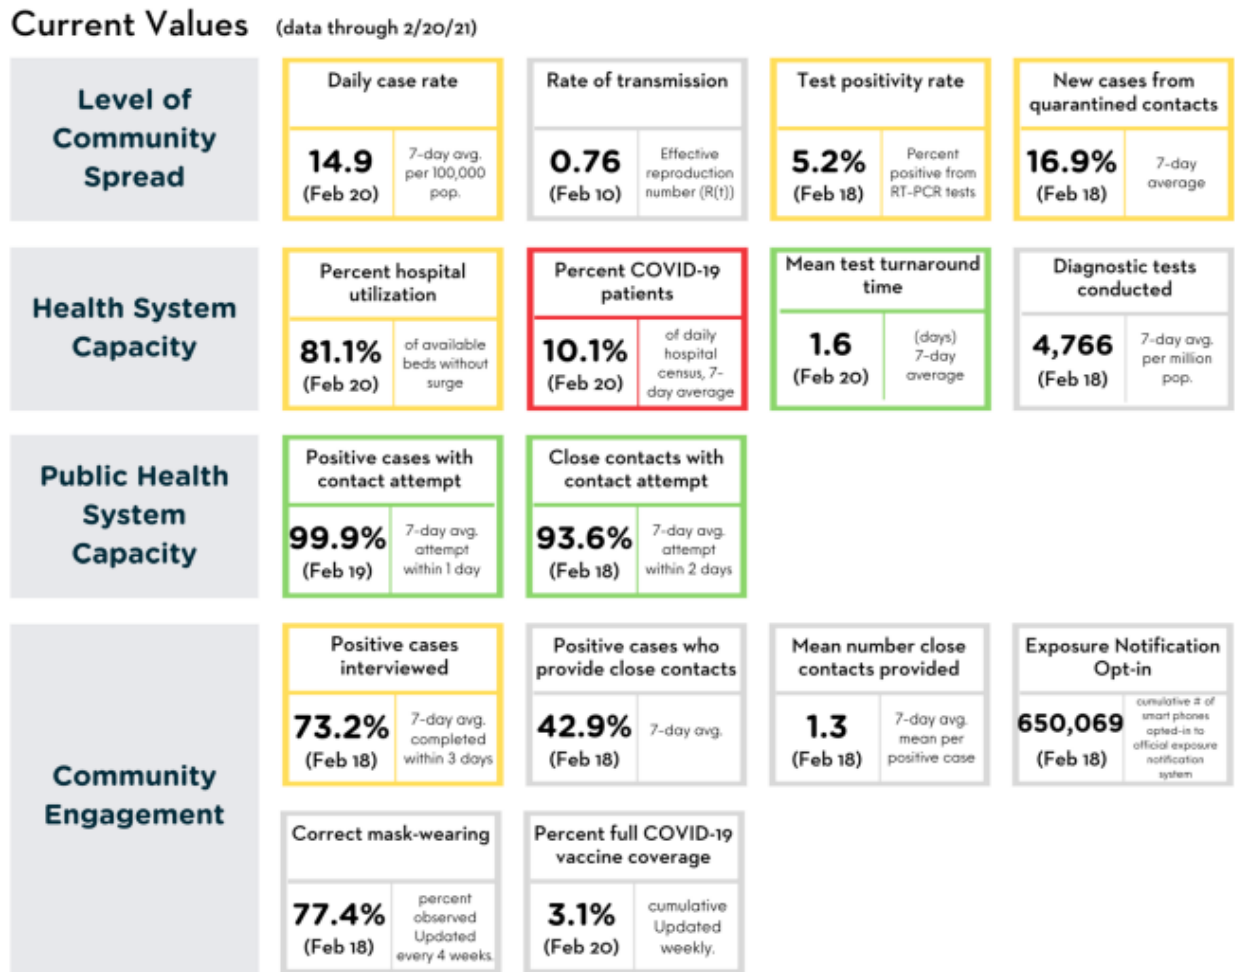 Current Values (data through 2/20/21)
Level of
Community
Spread
Daily case rate
14.9
(Feb 20)
7-day avg.
per 100,000
pop.
Rate of transmission
0.76
(Feb 10)
Effective
reproduction
number (R(t))
Test positivity rate
5.2%
(Feb 18)
Percent
positive from
RT-PCR tests
New cases from
quarantined contacts
16.9%
(Feb 18)
7-day
average
Health System
Capacity
Percent hospital
utilization
81.1%
(Feb 20)
of available
beds without
surge
Percent COVID-19
patients
10.1%
(Feb 20)
of daily
hospital
census, 7-
day average
Mean test turnaround
time
1.6
(Feb 20)
(days)
7-day
average
Diagnostic tests
conducted
4,766
(Feb 18)
7-day avg.
per million
pop.
Public Health
System
Capacity
Positive cases with
contact attempt
99.9%
(Feb 19)
7-day avg.
attempt
within 1 day
Close contacts with
contact attempt
93.6%
(Feb 18)
7-day avg.
attempt
within 2 days
Community
Engagement
Positive cases
interviewed
73.2%
(Feb 18)
7-day avg.
completed
within 3 days
Positive cases who
provide close contacts
42.9%
(Feb 18)
7-day avg.
Mean number close
contacts provided
1.3
(Feb 18)
7-day avg.
mean per
positive case
Exposure Notification
Opt-in
650,069
(Feb 18)
cumulative # of
smart phones
opted-in to
official exposure
notification
system
Correct mask-wearing
77.4%
(Feb 18)
percent
observed
Updated
every 4 weeks.
Percent full COVID-19
vaccine coverage
3.1%
(Feb 20)
cumulative
Updated
weekly.